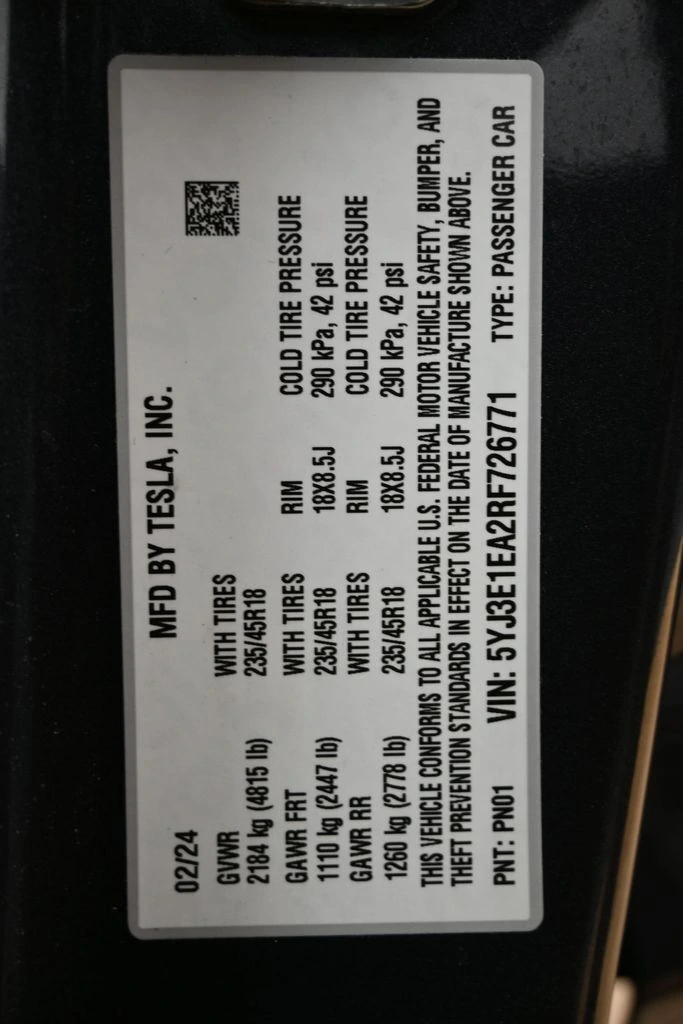 MFD BY TESLA, INC.
02/24
GVWR WITH TIRES
2184 kg (4815 lb) 235/45R18
GAWR FRT WITH TIRES RIM COLD TIRE PRESSURE
1110 kg (2447 lb) 235/45R18 18X8.5J 290 kPa, 42 psi
GAWR RR WITH TIRES RIM COLD TIRE PRESSURE
1260 kg (2778 lb) 235/45R18 18X8.5J 290 kPa, 42 psi
THIS VEHICLE CONFORMS TO ALL APPLICABLE U.S. FEDERAL MOTOR VEHICLE SAFETY, BUMPER, AND
THEFT PREVENTION STANDARDS IN EFFECT ON THE DATE OF MANUFACTURE SHOWN ABOVE.
PNT: PN01 VIN: 5YJ3E1EA2RF726771 TYPE: PASSENGER CAR